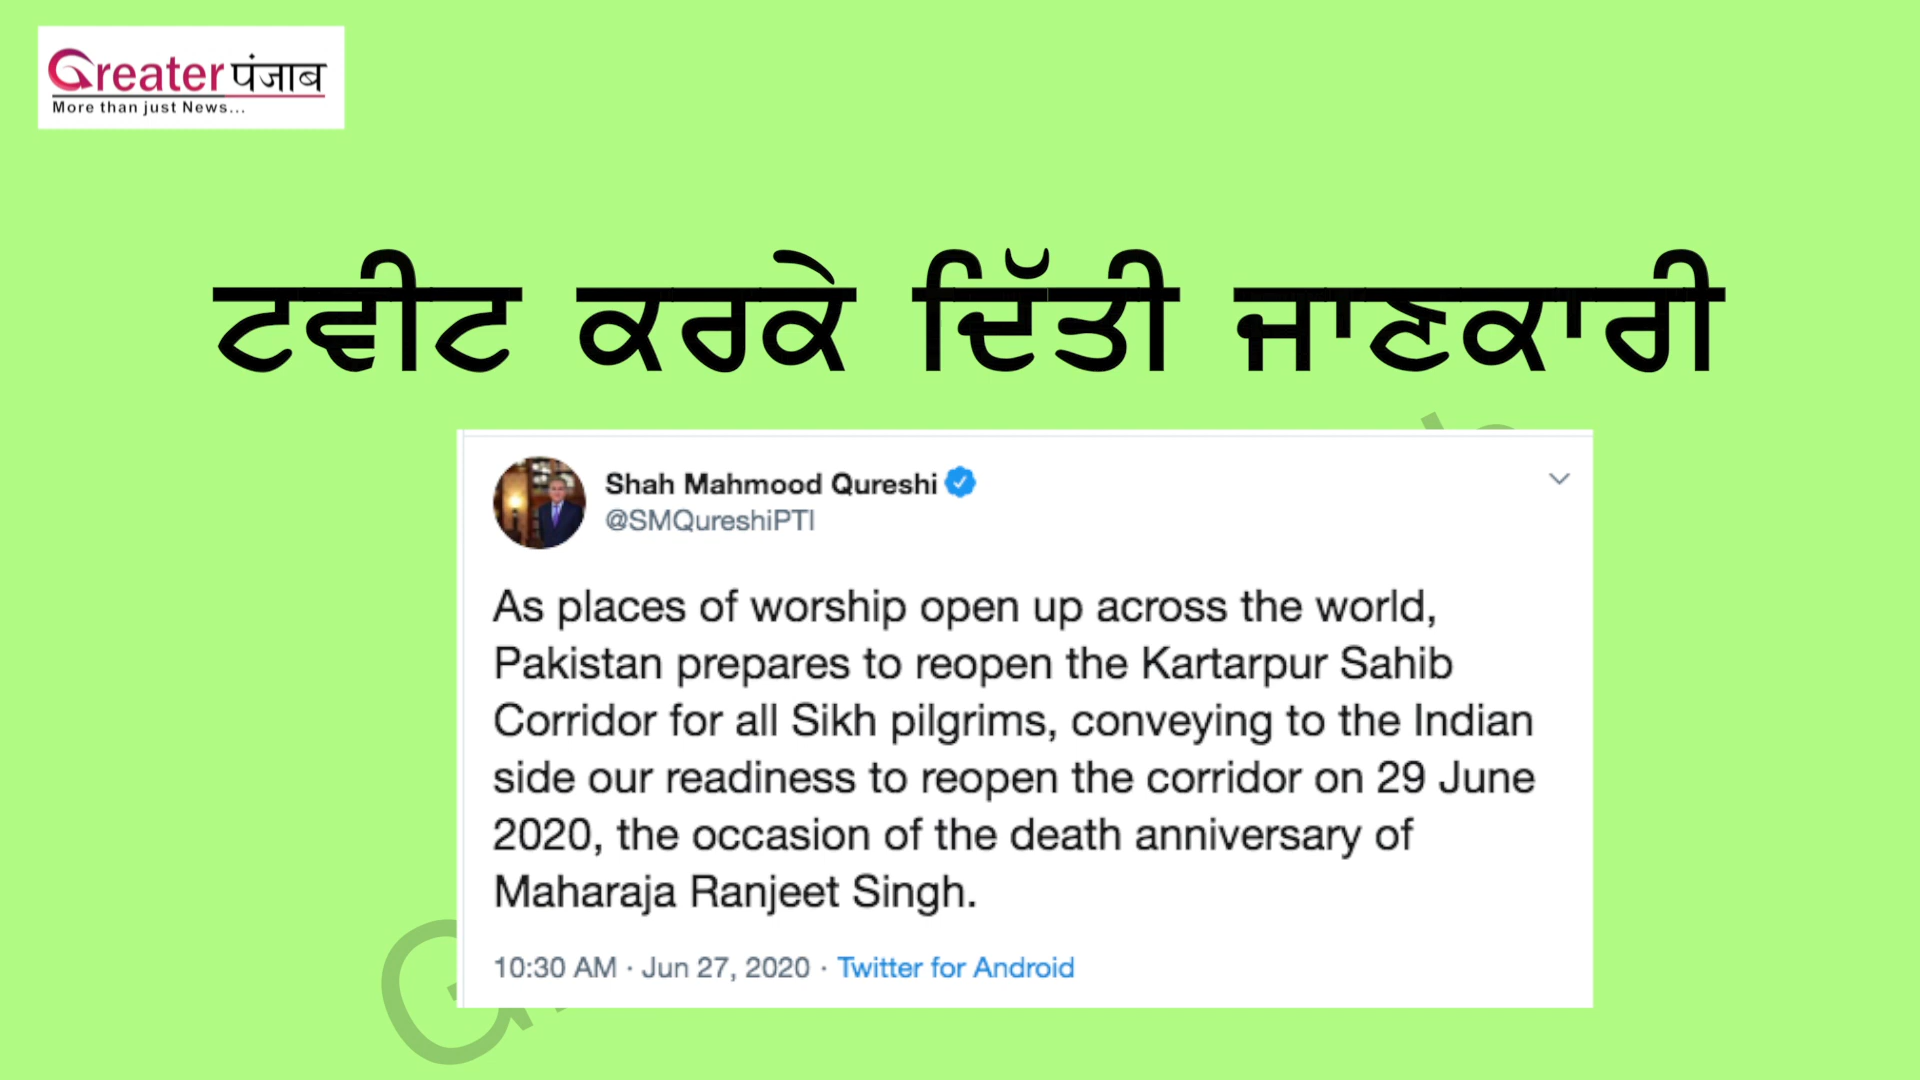 Greater पंजाब
More than just News...
ਟਵੀਟ ਕਰਕੇ ਦਿੱਤੀ ਜਾਣਕਾਰੀ
Shah Mahmood Qureshi
@SMQureshiPTI
As places of worship open up across the world,
Pakistan prepares to reopen the Kartarpur Sahib
Corridor for all Sikh pilgrims, conveying to the Indian
side our readiness to reopen the corridor on 29 June
2020, the occasion of the death anniversary of
Maharaja Ranjeet Singh.
10:30 AM · Jun 27, 2020 · Twitter for Android